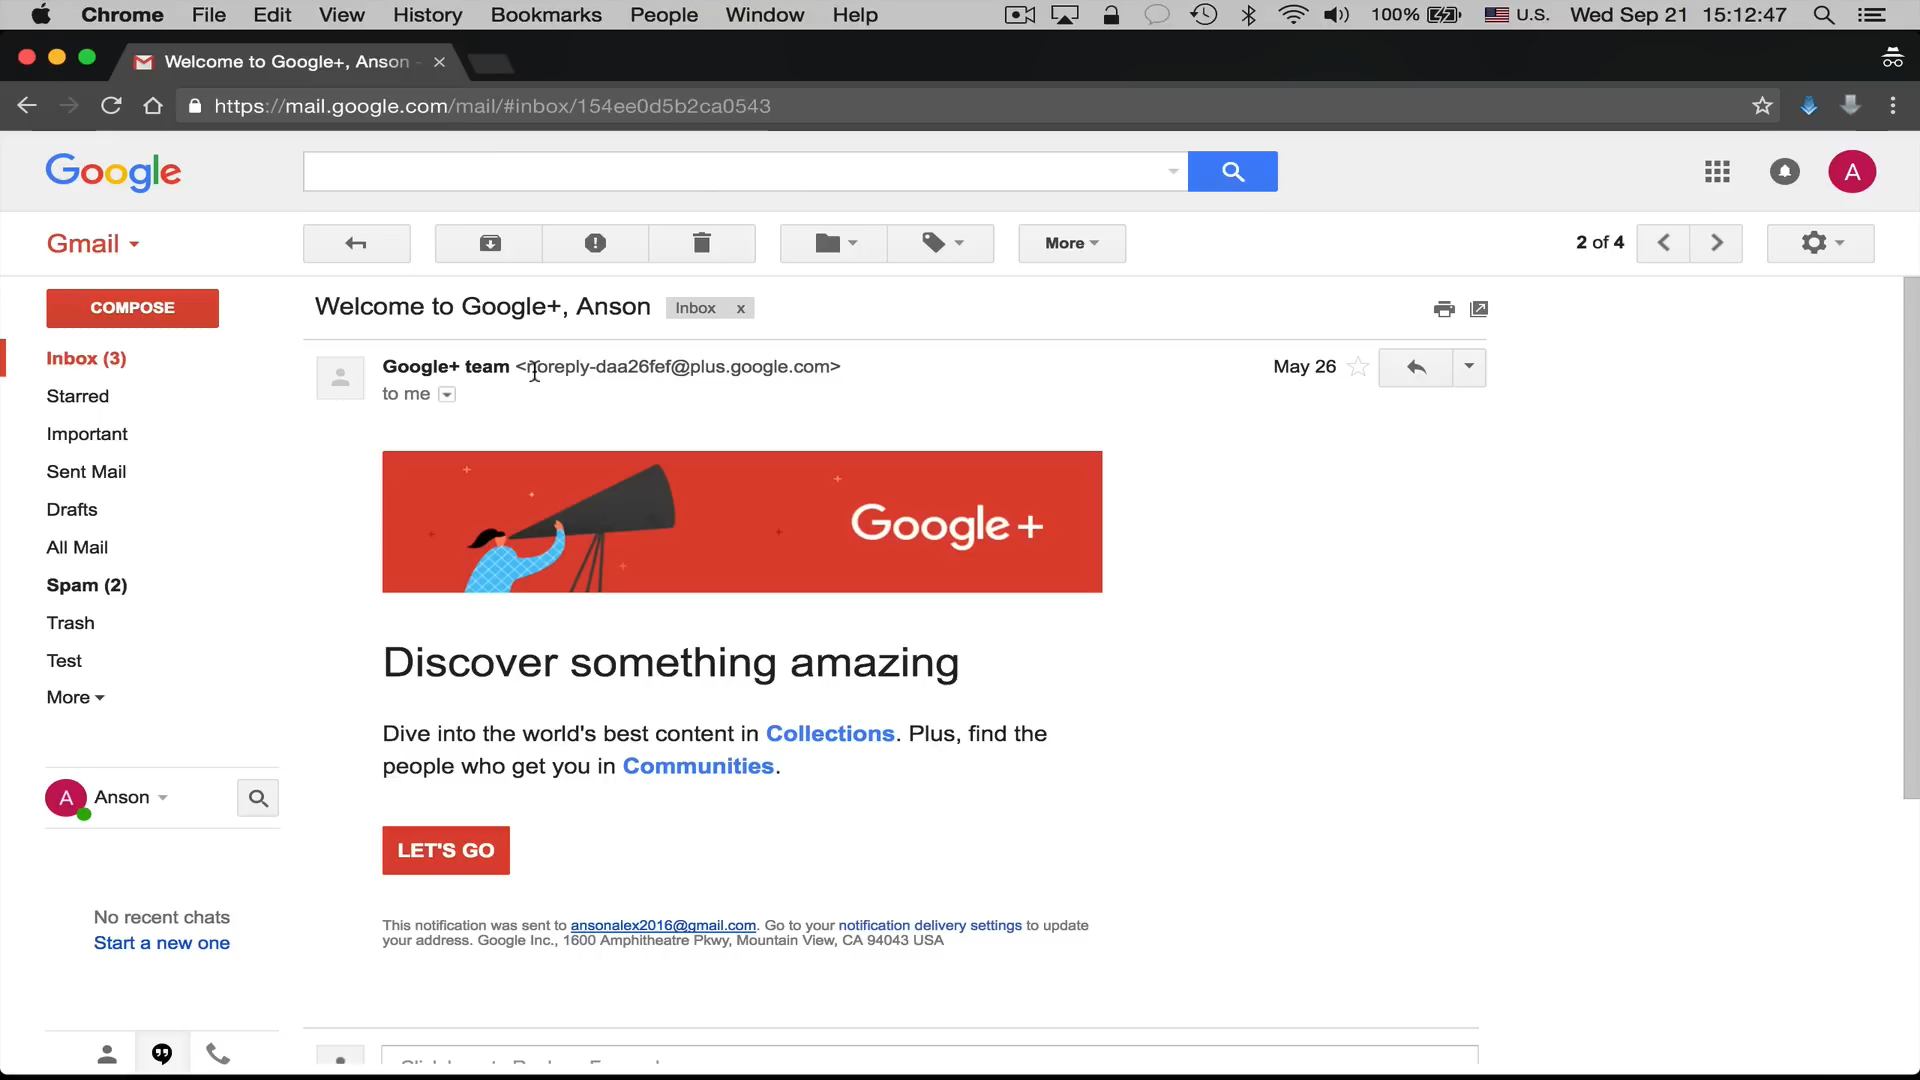 Chrome File Edit View History Bookmarks People Window Help 100% U.S. Wed Sep 21 15:12:47
Welcome to Google+, Anson
https://mail.google.com/mail/#inbox/154ee0d5b2ca0543
Google
A
Gmail
More
2 of 4
COMPOSE
Welcome to Google+, Anson Inbox x
Inbox (3)
Starred
Important
Sent Mail
Drafts
All Mail
Spam (2)
Trash
Test
More
A Anson
No recent chats
Start a new one
Google+ team <noreply-daa26fef@plus.google.com>
May 26
to me
Google+
Discover something amazing
Dive into the world's best content in Collections. Plus, find the
people who get you in Communities.
LET'S GO
This notification was sent to ansonalex2016@gmail.com. Go to your notification delivery settings to update
your address. Google Inc., 1600 Amphitheatre Pkwy, Mountain View, CA 94043 USA